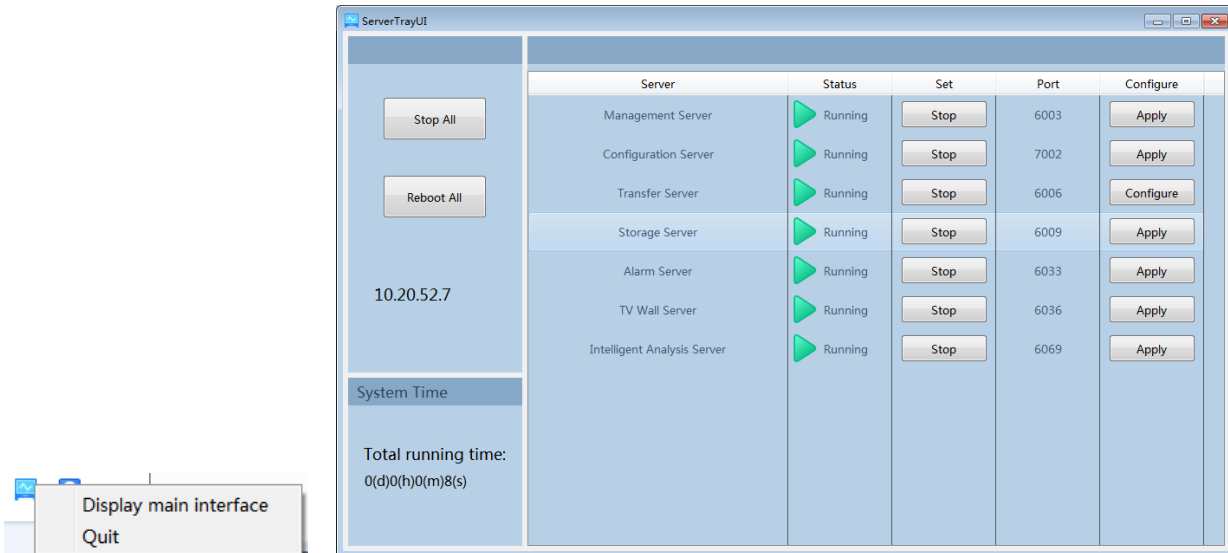 ServerTrayUI
Server Status Set Port Configure
Stop All
Management Server Running Stop 6003 Apply
Configuration Server Running Stop 7002 Apply
Reboot All
Transfer Server Running Stop 6006 Configure
Storage Server Running Stop 6009 Apply
Alarm Server Running Stop 6033 Apply
10.20.52.7
TV Wall Server Running Stop 6036 Apply
Intelligent Analysis Server Running Stop 6069 Apply
System Time
Total running time:
0(d)0(h)0(m)8(s)
Display main interface
Quit